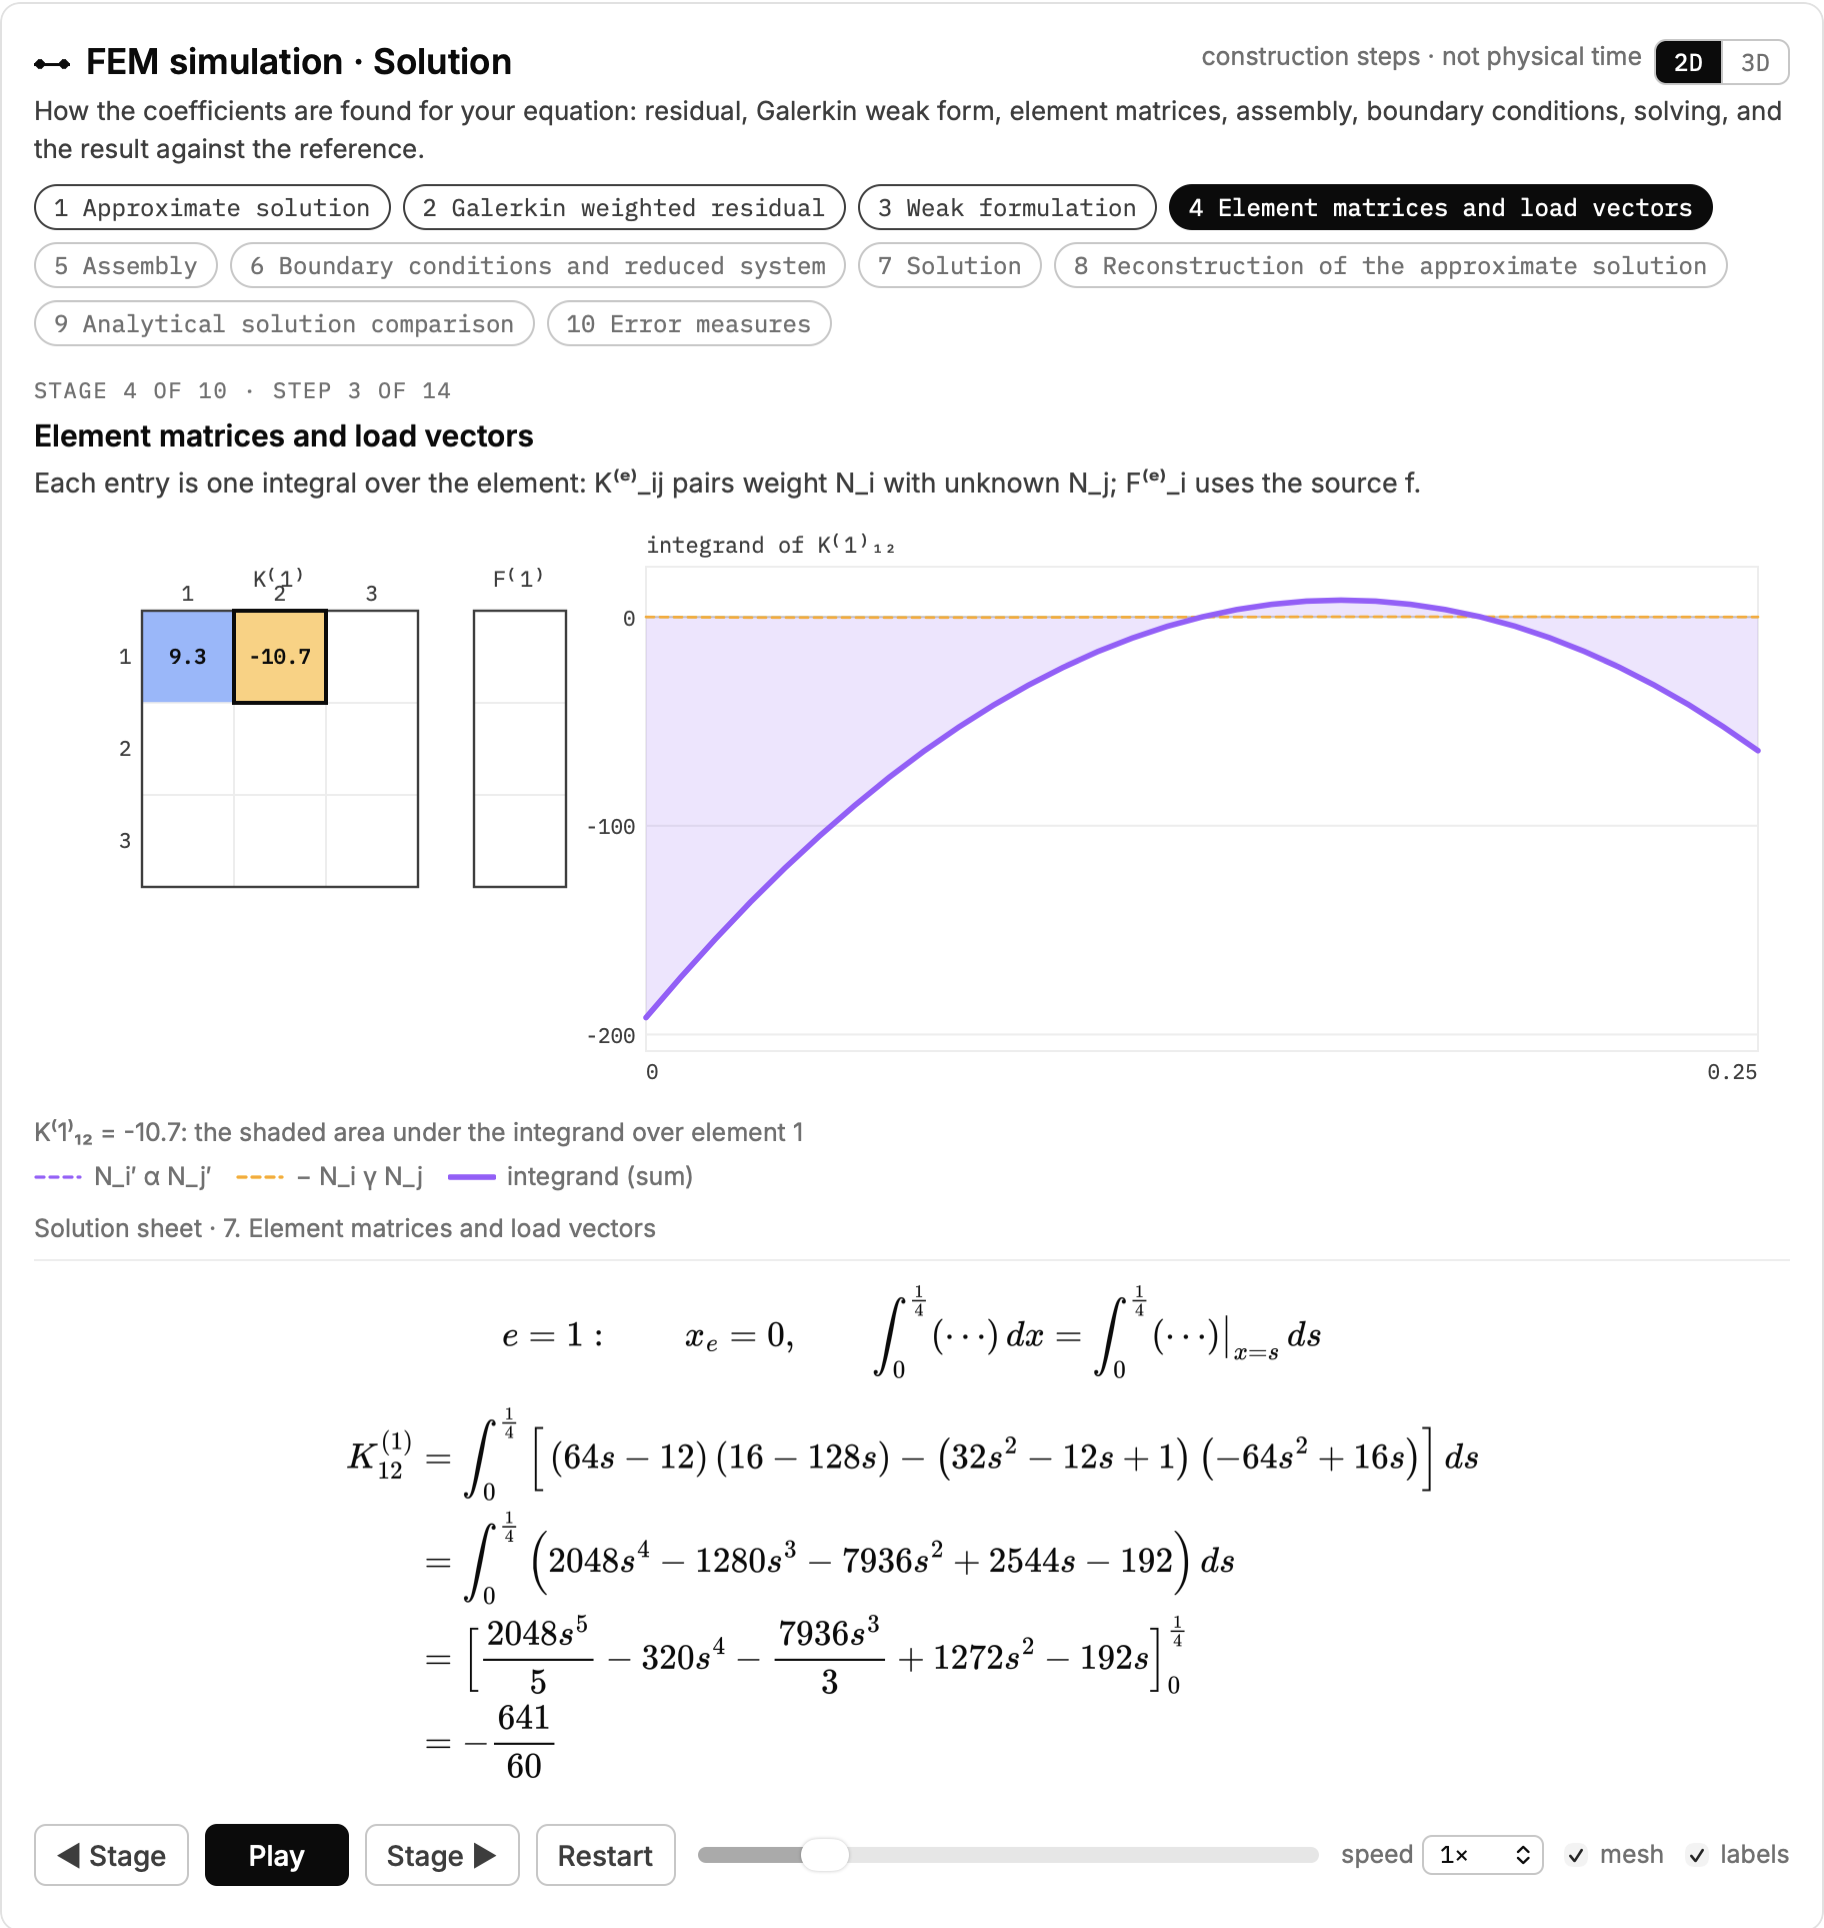 FEM simulation · Solution
construction steps · not physical time 2D 3D
How the coefficients are found for your equation: residual, Galerkin weak form, element matrices, assembly, boundary conditions, solving, and
the result against the reference.
1 Approximate solution 2 Galerkin weighted residual 3 Weak formulation 4 Element matrices and load vectors
5 Assembly 6 Boundary conditions and reduced system 7 Solution 8 Reconstruction of the approximate solution
9 Analytical solution comparison 10 Error measures
STAGE 4 OF 10 · STEP 3 OF 14
Element matrices and load vectors
Each entry is one integral over the element: K⁽ᵉ⁾_ij pairs weight N_i with unknown N_j; F⁽ᵉ⁾_i uses the source f.
integrand of K⁽1⁾₁₂
K⁽1⁾ F⁽1⁾
1 2 3
1 9.3 -10.7
2
3
0
-100
-200
0 0.25
K⁽1⁾₁₂ = -10.7: the shaded area under the integrand over element 1
N_i′ α N_j′ − N_i γ N_j integrand (sum)
Solution sheet · 7. Element matrices and load vectors
e = 1 : x_e = 0, ∫_0^{1/4} (⋯) dx = ∫_0^{1/4} (⋯)|_{x=s} ds
K_{12}^{(1)} = ∫_0^{1/4} [(64s − 12) (16 − 128s) − (32s² − 12s + 1) (−64s² + 16s)] ds
= ∫_0^{1/4} (2048s⁴ − 1280s³ − 7936s² + 2544s − 192) ds
= [2048s⁵/5 − 320s⁴ − 7936s³/3 + 1272s² − 192s]_0^{1/4}
= −641/60
◀ Stage Play Stage ▶ Restart speed 1× ✓ mesh ✓ labels